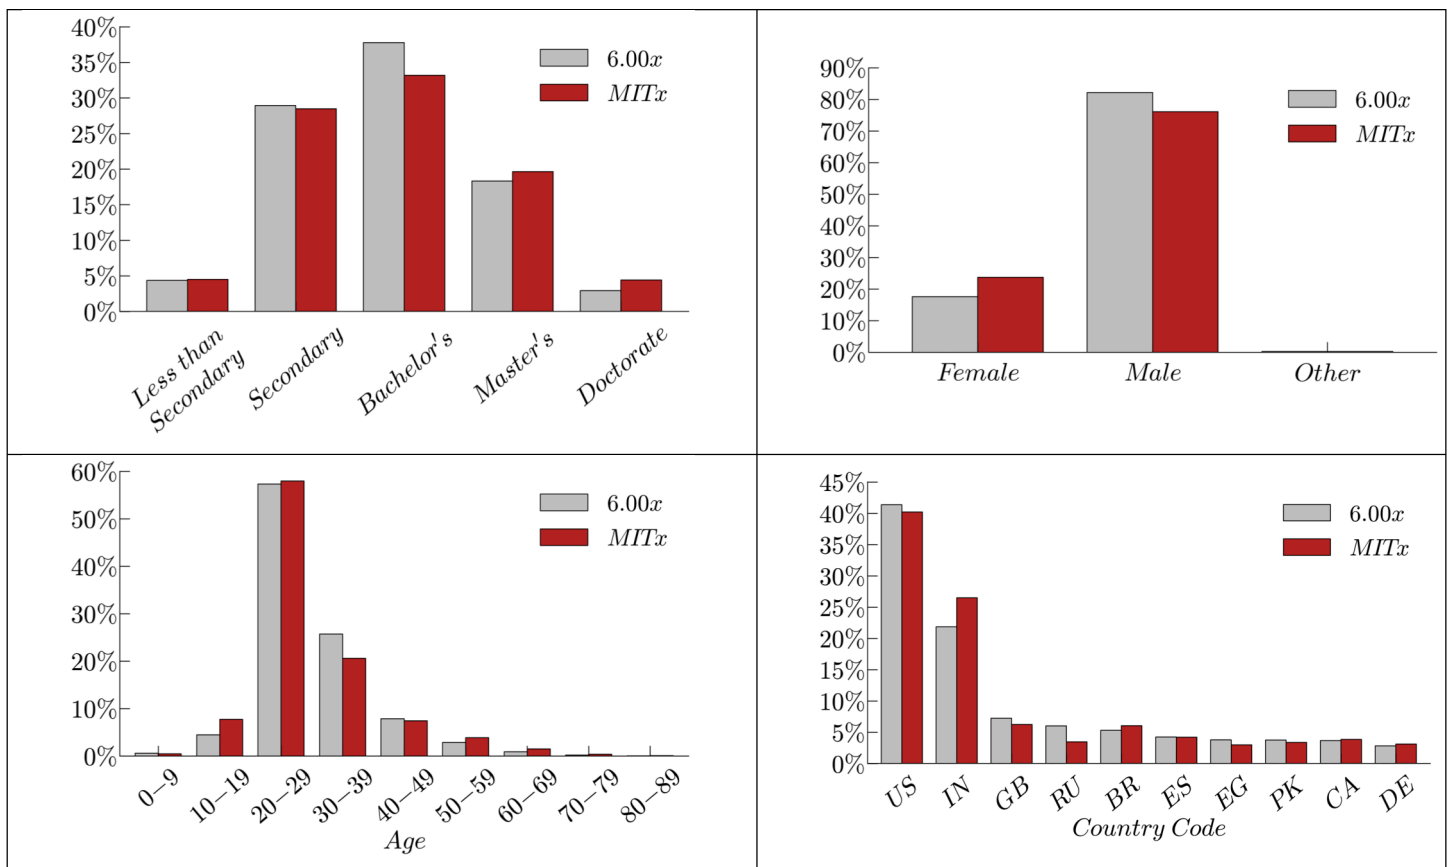 40%
35%
30%
25%
20%
15%
10%
5%
0%
6.00x
MITx
Less than
Secondary
Secondary
Bachelor's
Master's
Doctorate
90%
80%
70%
60%
50%
40%
30%
20%
10%
0%
6.00x
MITx
Female
Male
Other
60%
50%
40%
30%
20%
10%
0%
6.00x
MITx
0−9
10−19
20−29
30−39
40−49
50−59
60−69
70−79
80−89
Age
45%
40%
35%
30%
25%
20%
15%
10%
5%
0%
6.00x
MITx
US
IN
GB
RU
BR
ES
EG
PK
CA
DE
Country Code